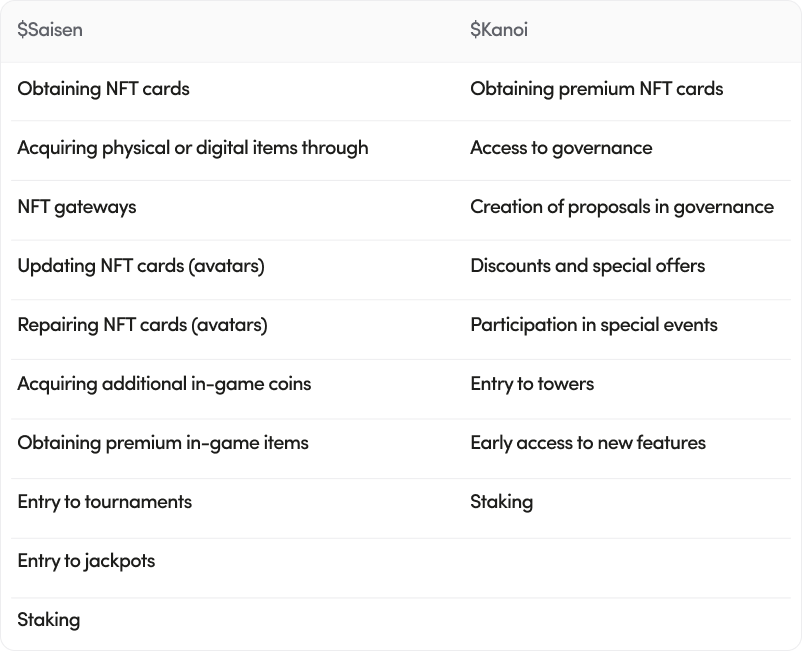 $Saisen $Kanoi
Obtaining NFT cards Obtaining premium NFT cards
Acquiring physical or digital items through Access to governance
NFT gateways Creation of proposals in governance
Updating NFT cards (avatars) Discounts and special offers
Repairing NFT cards (avatars) Participation in special events
Acquiring additional in-game coins Entry to towers
Obtaining premium in-game items Early access to new features
Entry to tournaments Staking
Entry to jackpots
Staking